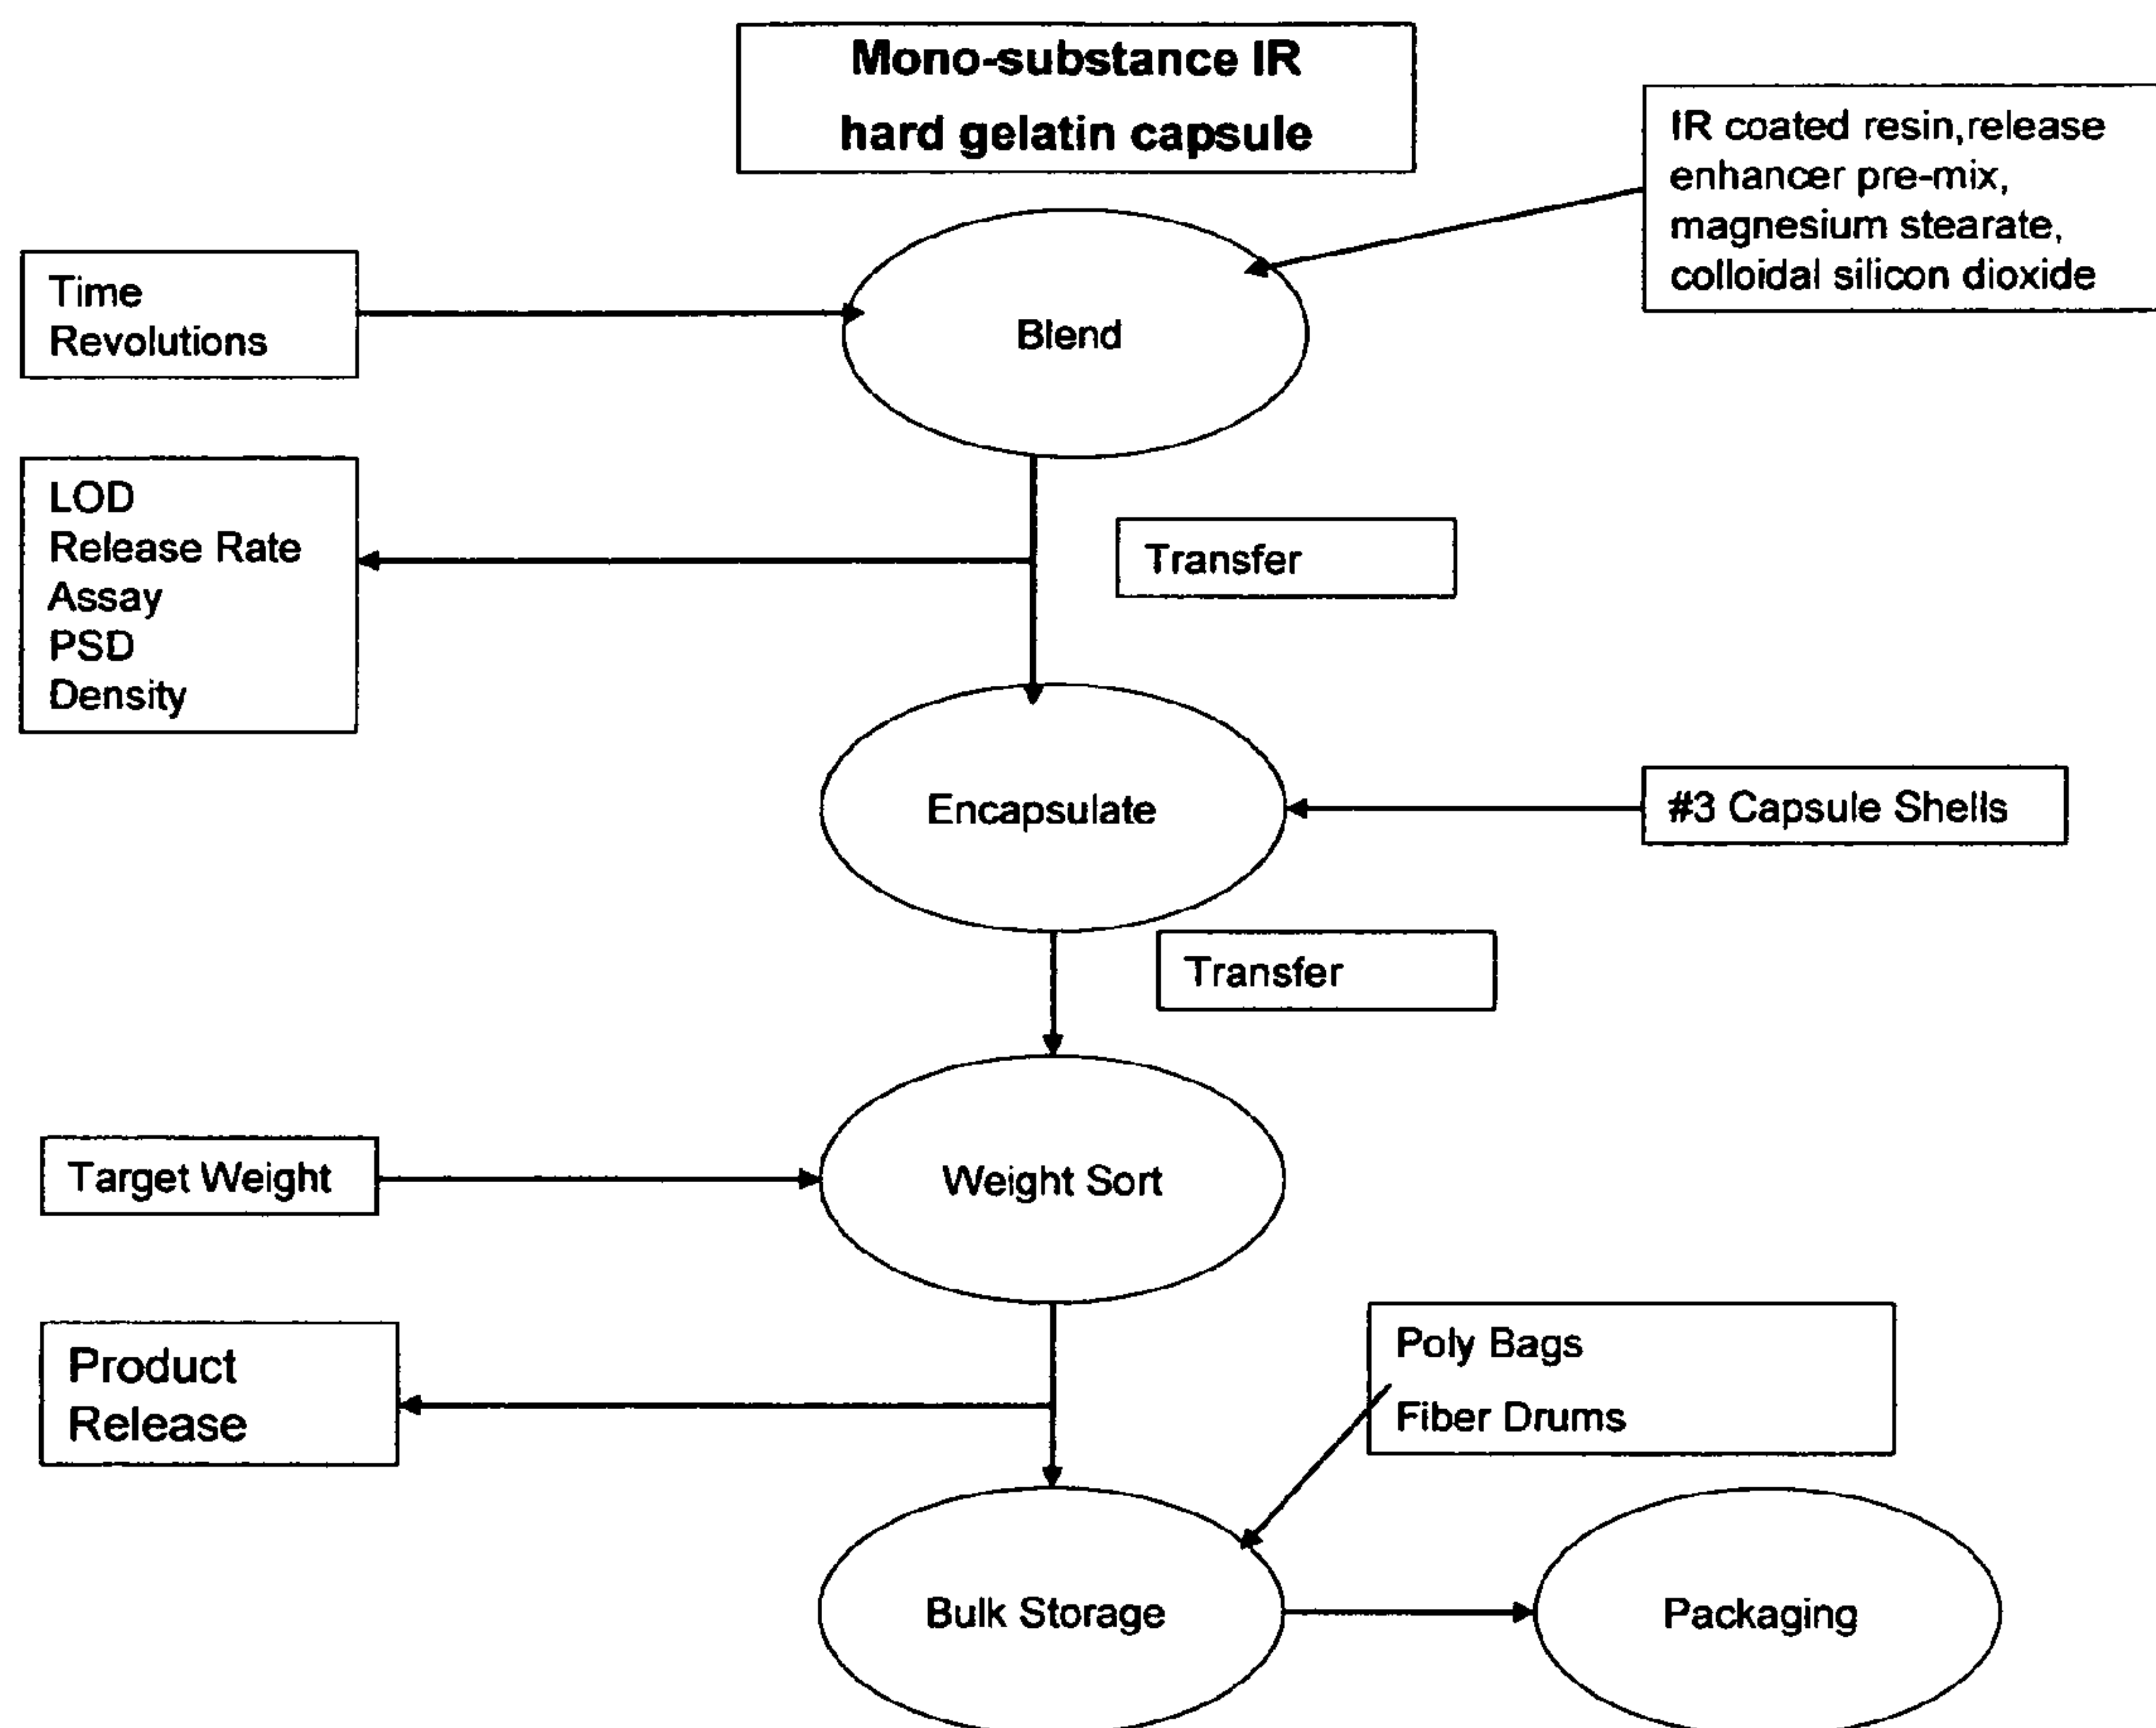 Mono-substance IR
hard gelatin capsule
IR coated resin,release
enhancer pre-mix,
magnesium stearate,
colloidal silicon dioxide
Time
Revolutions
Blend
LOD
Release Rate
Assay
PSD
Density
Transfer
Encapsulate
#3 Capsule Shells
Transfer
Target Weight
Weight Sort
Product
Release
Poly Bags
Fiber Drums
Bulk Storage
Packaging